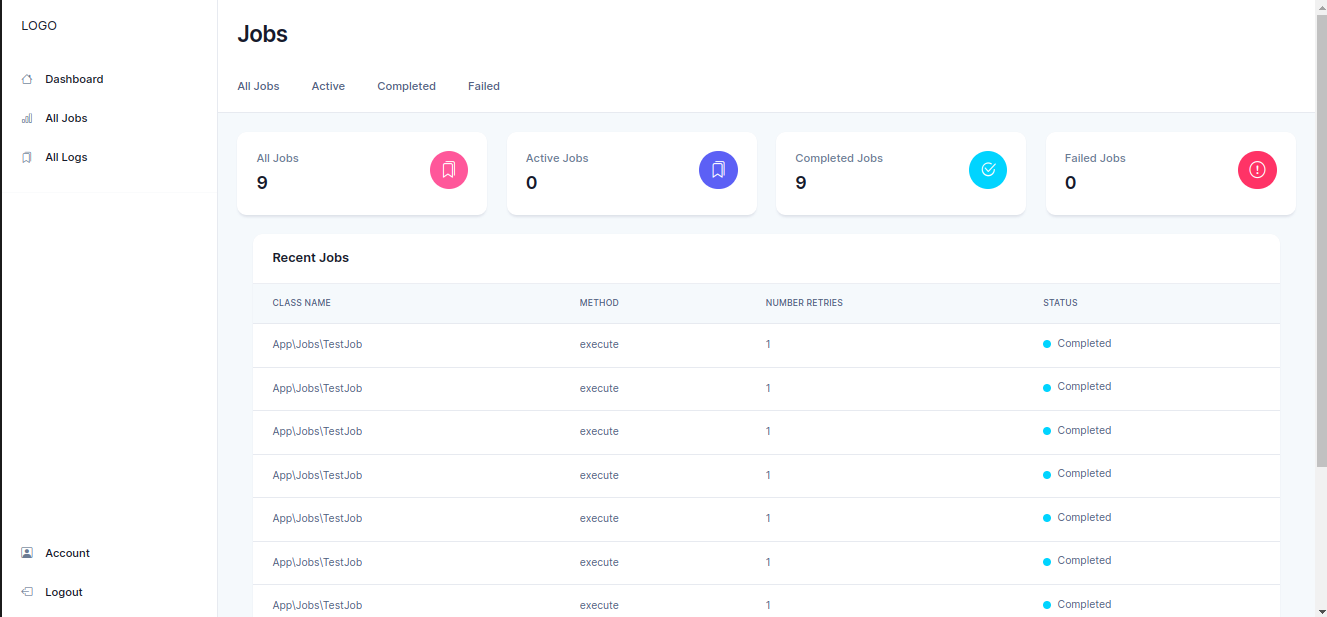 LOGO
Dashboard
All Jobs
All Logs
Account
Logout
Jobs
All Jobs Active Completed Failed
All Jobs
9
Active Jobs
0
Completed Jobs
9
Failed Jobs
0
Recent Jobs
CLASS NAME METHOD NUMBER RETRIES STATUS
App\Jobs\TestJob execute 1 Completed
App\Jobs\TestJob execute 1 Completed
App\Jobs\TestJob execute 1 Completed
App\Jobs\TestJob execute 1 Completed
App\Jobs\TestJob execute 1 Completed
App\Jobs\TestJob execute 1 Completed
App\Jobs\TestJob execute 1 Completed